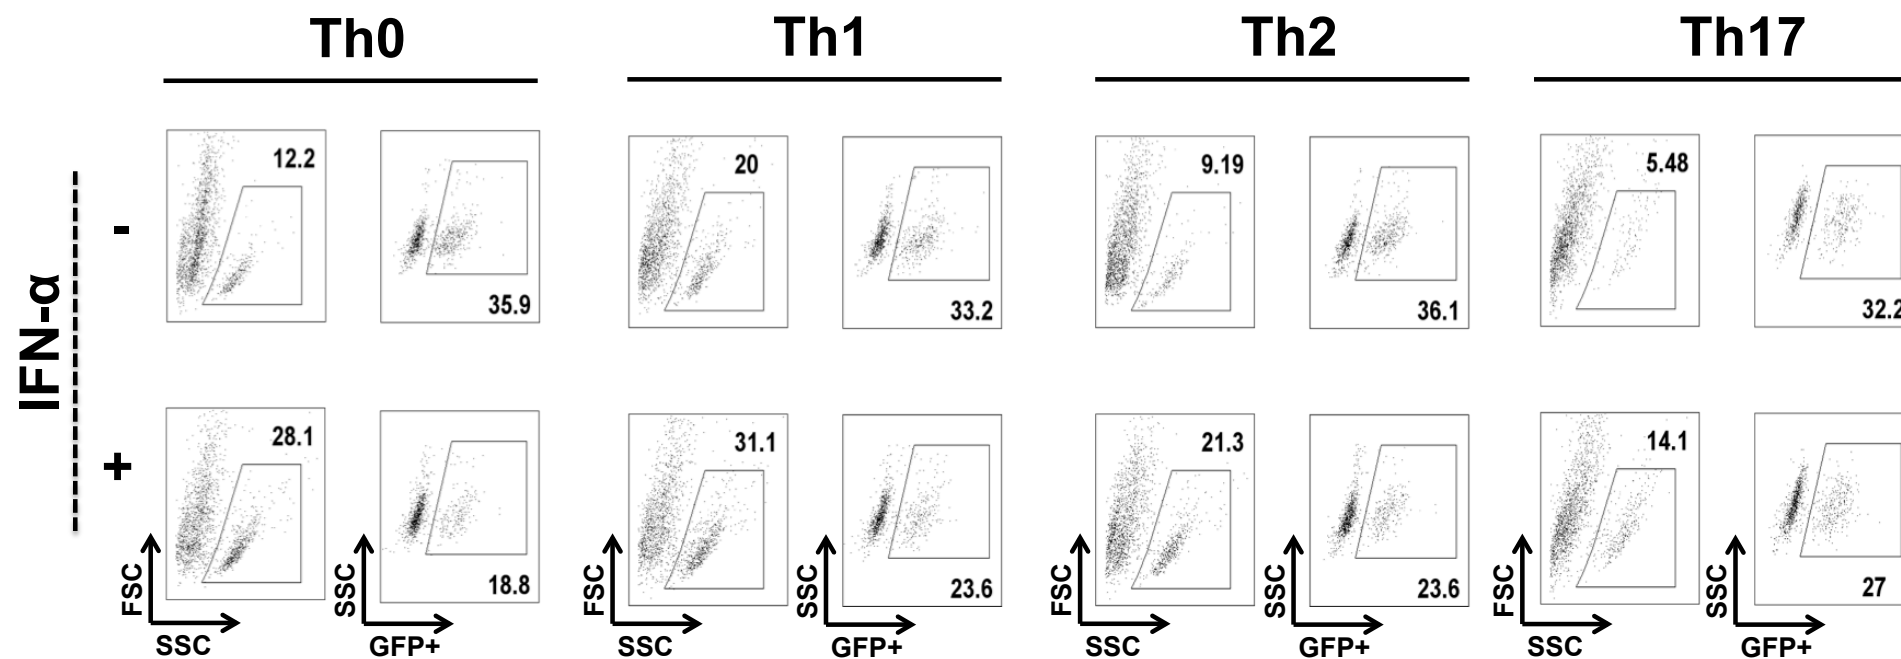 Th0 Th1 Th2 Th17
12.2 20 9.19 5.48
35.9 33.2 36.1 32.2
-
IFN-α
28.1 31.1 21.3 14.1
+
18.8 23.6 23.6 27
FSC SSC FSC SSC FSC SSC FSC SSC
SSC GFP+ SSC GFP+ SSC GFP+ SSC GFP+